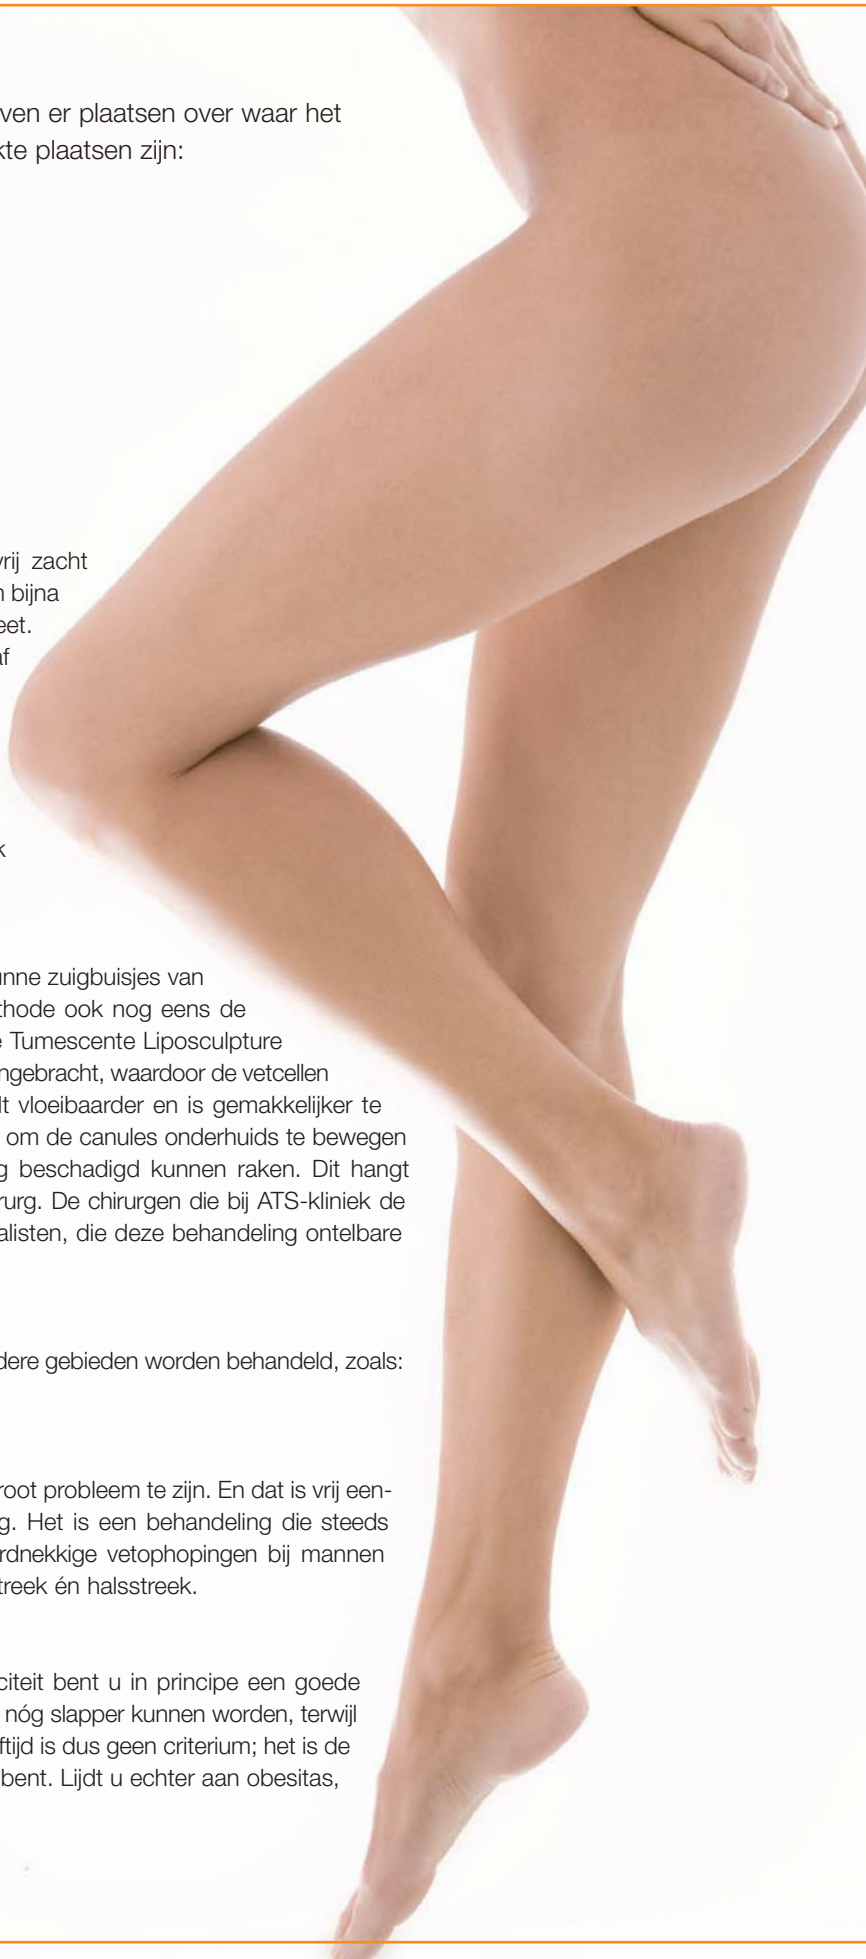 ven er plaatsen over waar het
kte plaatsen zijn:
vrij zacht
n bijna
eet.
af
k
unne zuigbuisjes van
thode ook nog eens de
e Tumescente Liposculpture
ngebracht, waardoor de vetcellen
lt vloeibaarder en is gemakkelijker te
om de canules onderhuids te bewegen
g beschadigd kunnen raken. Dit hangt
rurg. De chirurgen die bij ATS-kliniek de
alisten, die deze behandeling ontelbare
dere gebieden worden behandeld, zoals:
root probleem te zijn. En dat is vrij een-
g. Het is een behandeling die steeds
rdnekkige vetophopingen bij mannen
treek én halsstreek.
citeit bent u in principe een goede
nóg slapper kunnen worden, terwijl
ftijd is dus geen criterium; het is de
bent. Lijdt u echter aan obesitas,